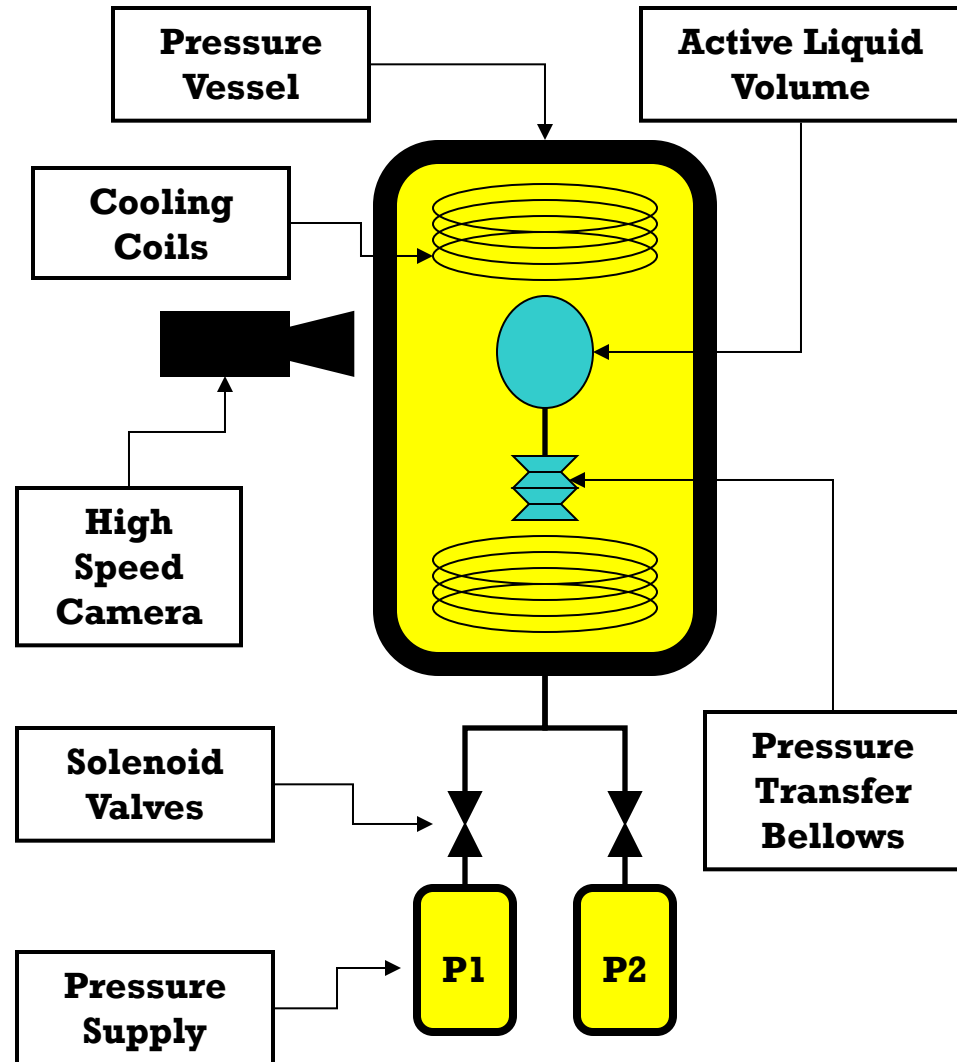 Pressure
Vessel
Active Liquid
Volume
Cooling
Coils
High
Speed
Camera
Solenoid
Valves
Pressure
Transfer
Bellows
Pressure
Supply
P1
P2